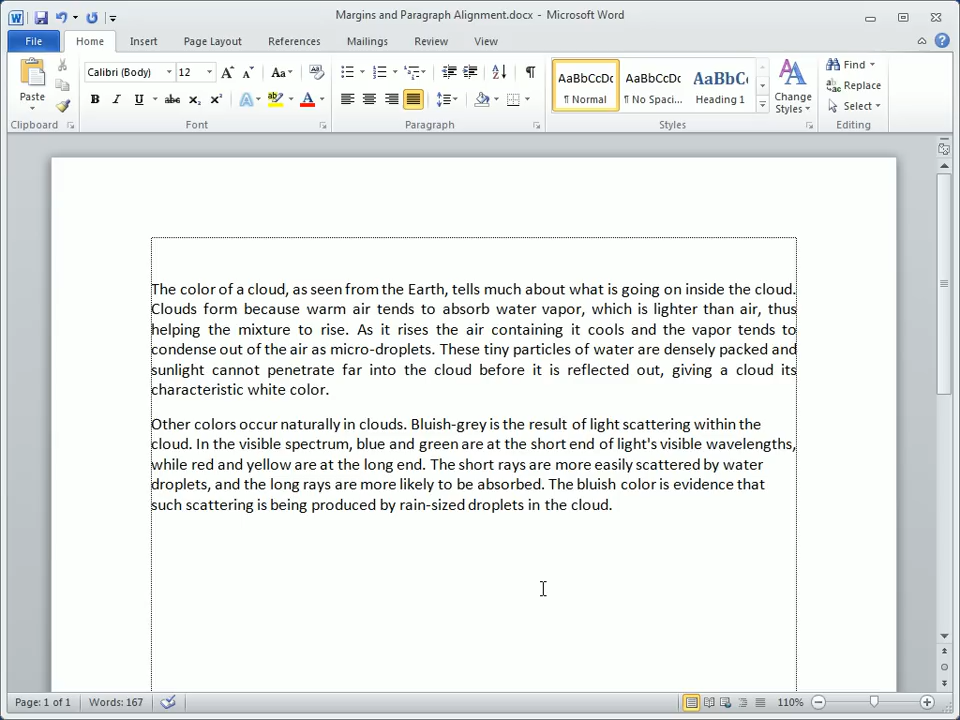 Margins and Paragraph Alignment.docx - Microsoft Word
File Home Insert Page Layout References Mailings Review View
Paste
Calibri (Body) 12 Aa
B I U abc x₂ x² A ab A
AaBbCcDc AaBbCcDc AaBbCc
¶ Normal ¶ No Spaci... Heading 1
Change Styles
Find
Replace
Select
Clipboard Font Paragraph Styles Editing
The color of a cloud, as seen from the Earth, tells much about what is going on inside the cloud.
Clouds form because warm air tends to absorb water vapor, which is lighter than air, thus
helping the mixture to rise. As it rises the air containing it cools and the vapor tends to
condense out of the air as micro-droplets. These tiny particles of water are densely packed and
sunlight cannot penetrate far into the cloud before it is reflected out, giving a cloud its
characteristic white color.
Other colors occur naturally in clouds. Bluish-grey is the result of light scattering within the
cloud. In the visible spectrum, blue and green are at the short end of light's visible wavelengths,
while red and yellow are at the long end. The short rays are more easily scattered by water
droplets, and the long rays are more likely to be absorbed. The bluish color is evidence that
such scattering is being produced by rain-sized droplets in the cloud.
Page: 1 of 1 Words: 167 110%